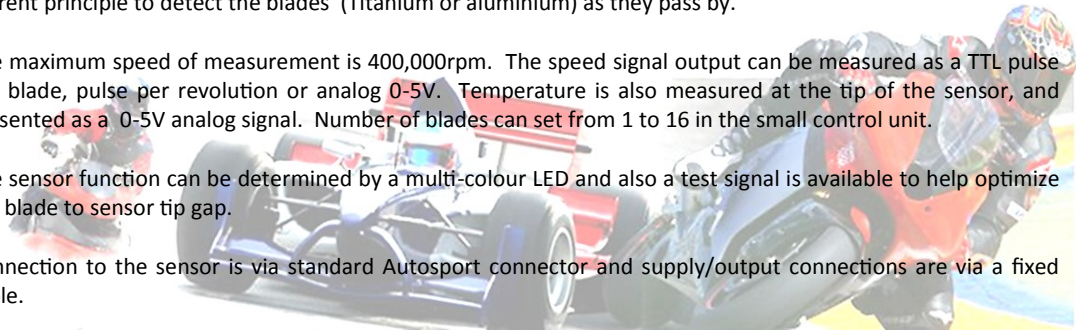 rent principle to detect the blades (Titanium or aluminium) as they pass by.
e maximum speed of measurement is 400,000rpm. The speed signal output can be measured as a TTL pulse
blade, pulse per revolution or analog 0-5V. Temperature is also measured at the tip of the sensor, and
sented as a 0-5V analog signal. Number of blades can set from 1 to 16 in the small control unit.
e sensor function can be determined by a multi-colour LED and also a test signal is available to help optimize
blade to sensor tip gap.
nnection to the sensor is via standard Autosport connector and supply/output connections are via a fixed
le.